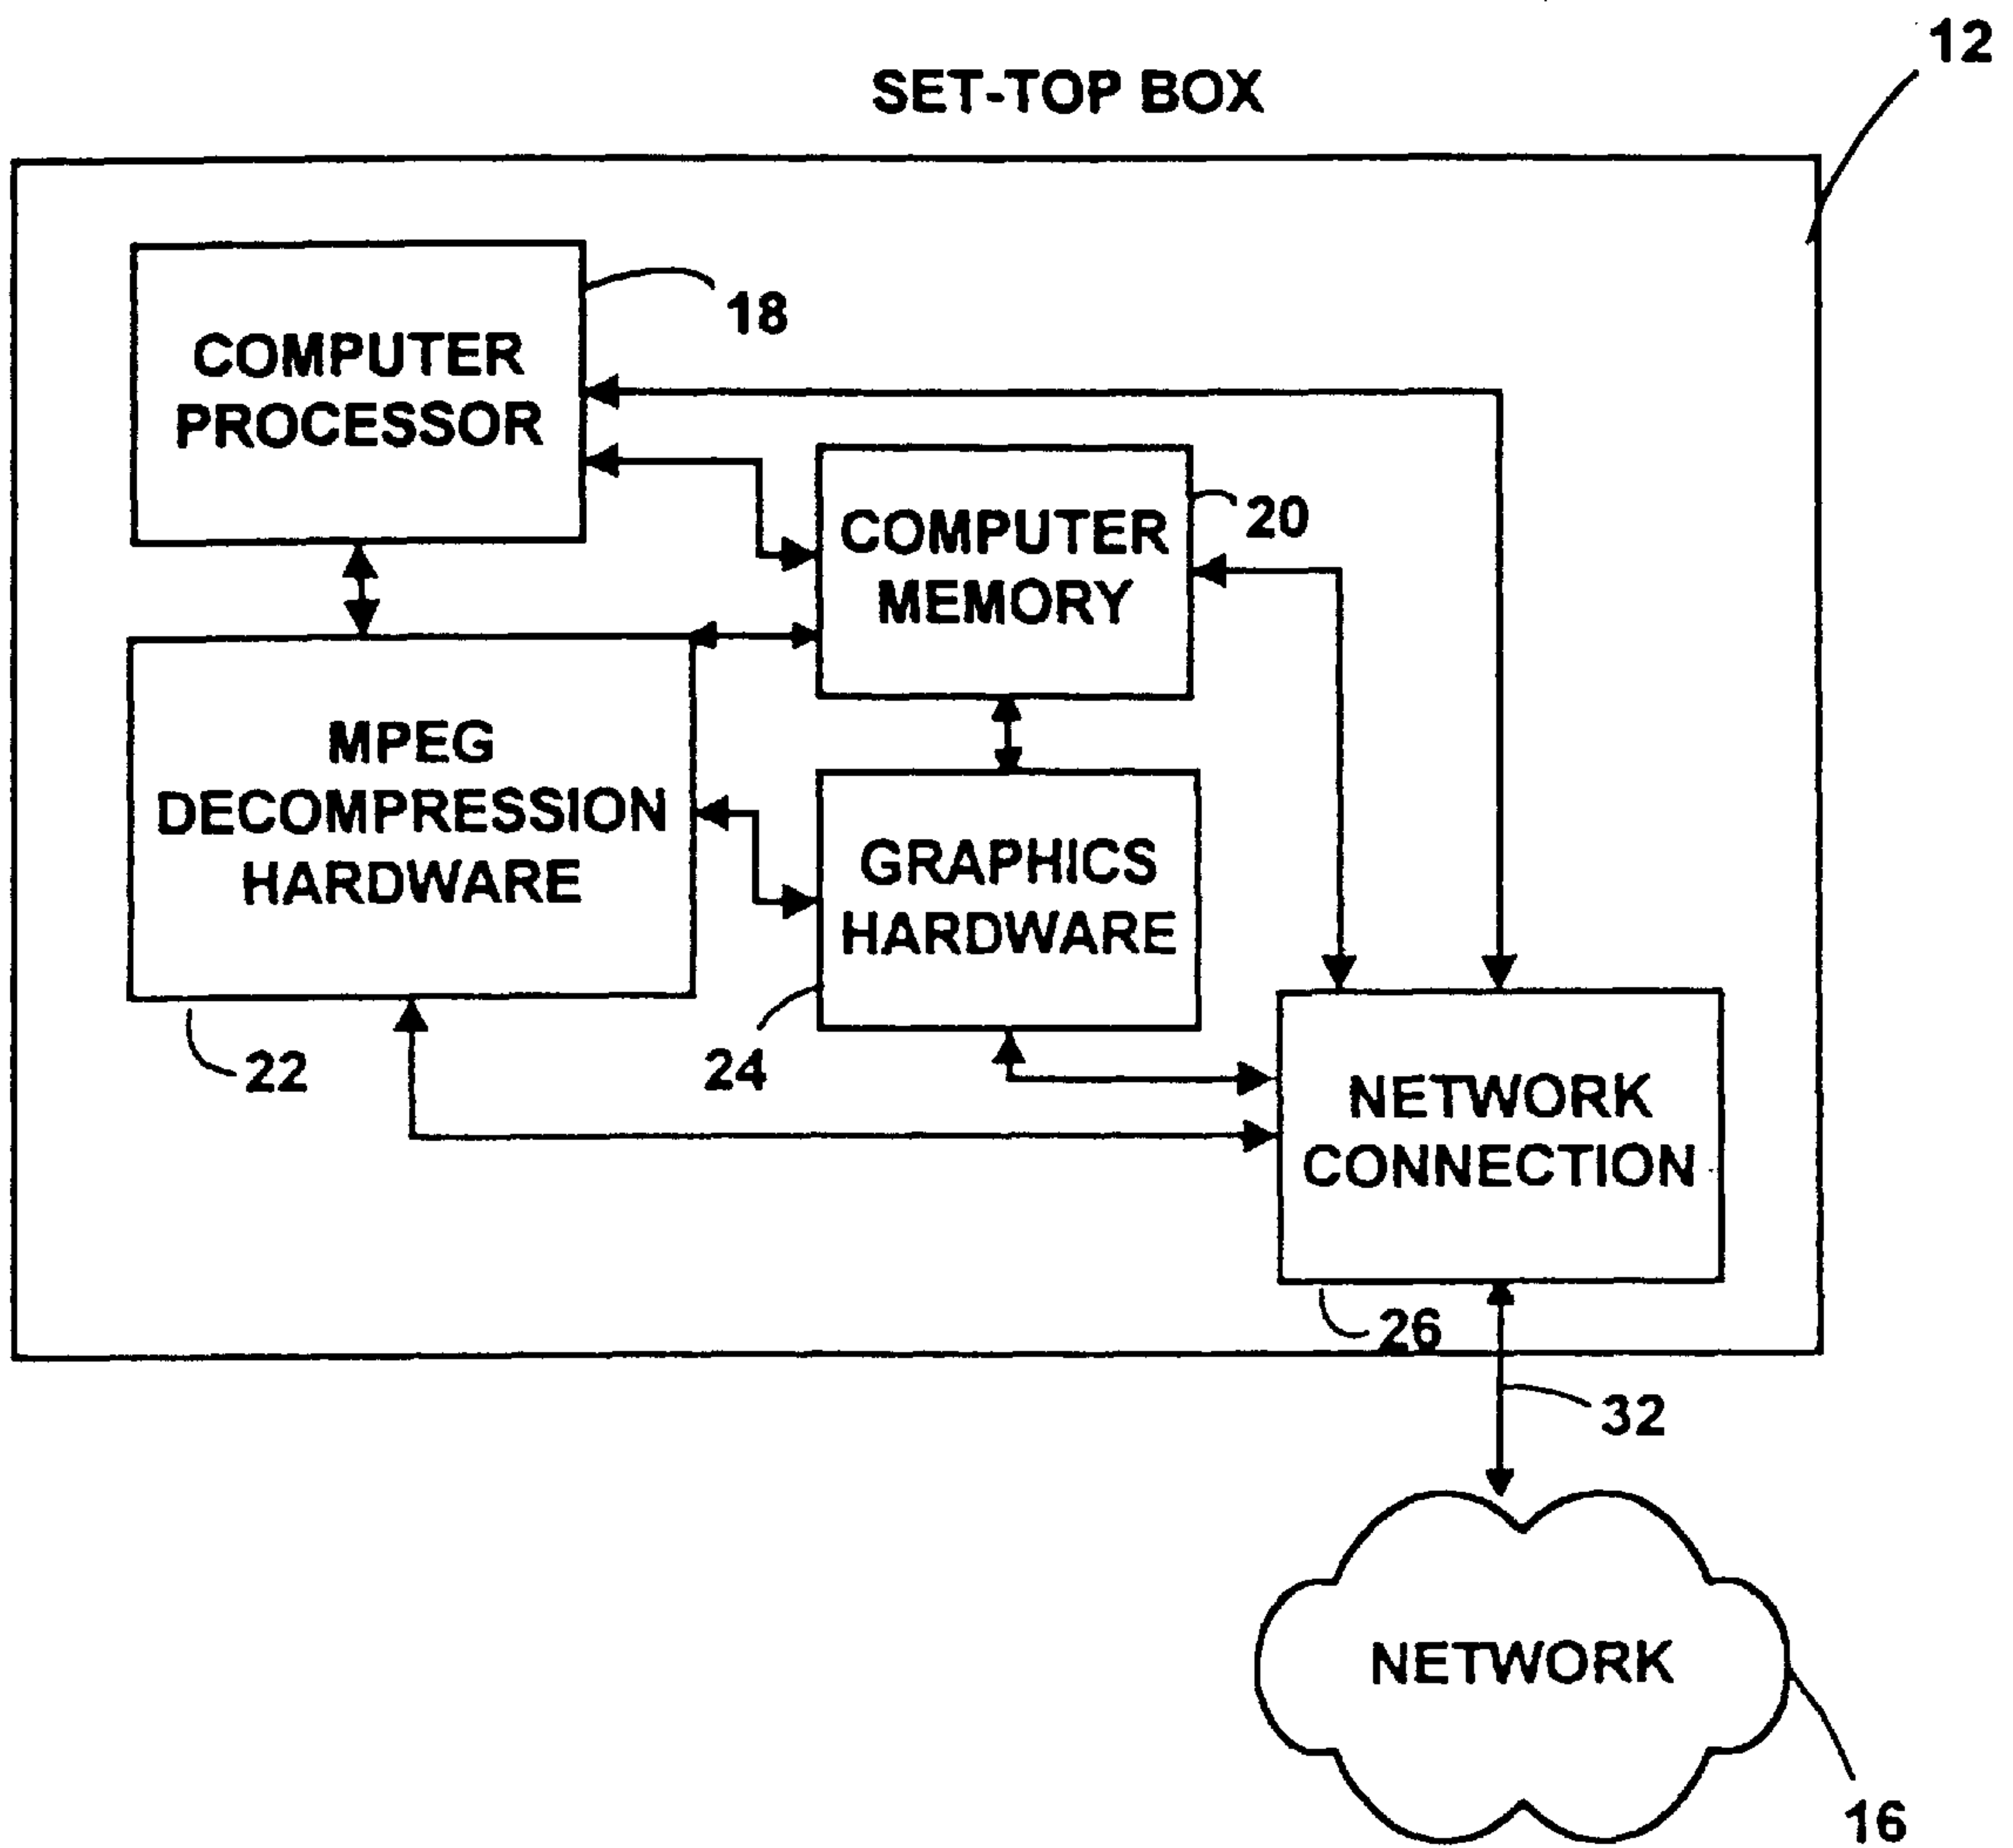 12
SET-TOP BOX
18
COMPUTER
PROCESSOR
20
COMPUTER
MEMORY
MPEG
DECOMPRESSION
HARDWARE
GRAPHICS
HARDWARE
22
24
NETWORK
CONNECTION
26
32
NETWORK
16